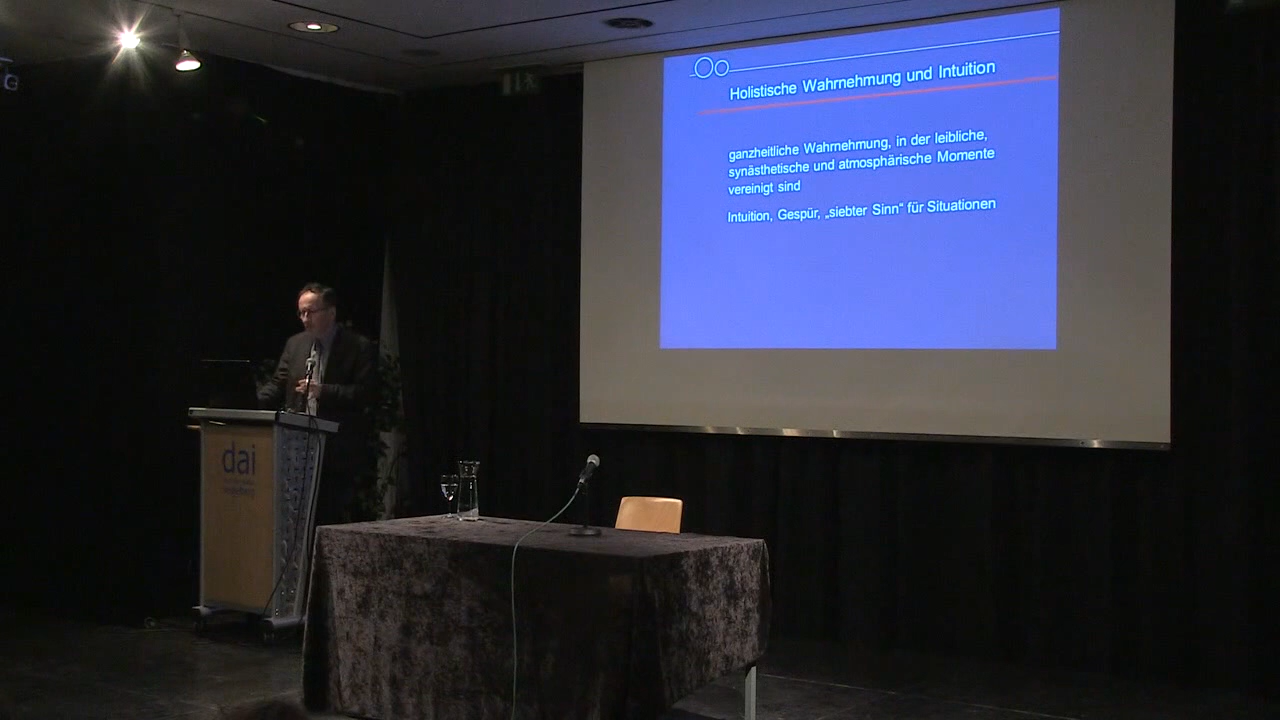 Holistische Wahrnehmung und Intuition
ganzheitliche Wahrnehmung, in der leibliche,
synästhetische und atmosphärische Momente
vereinigt sind
Intuition, Gespür, „siebter Sinn“ für Situationen
dai